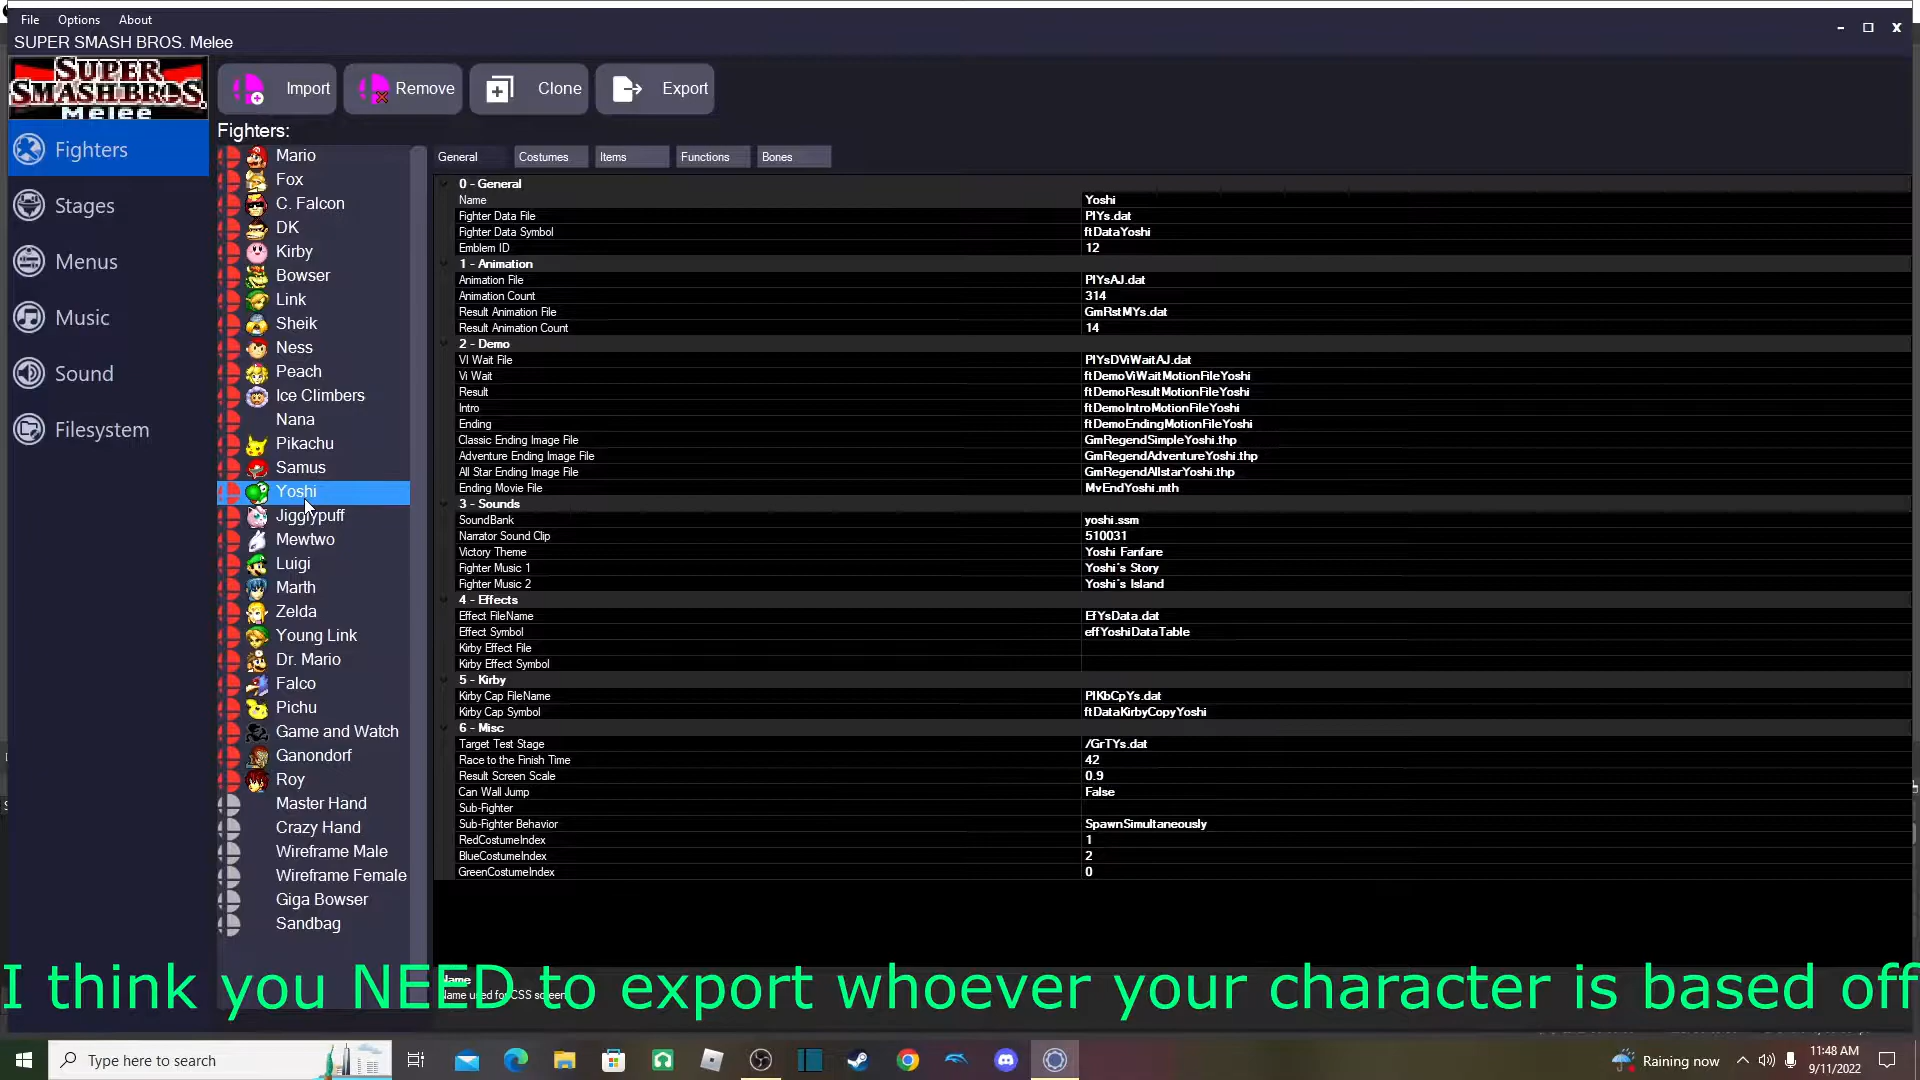 File Options About
SUPER SMASH BROS. Melee
SUPER
SMASH BROS.
Melee
Import Remove Clone Export
Fighters
Stages
Menus
Music
Sound
Filesystem
Fighters:
Mario
Fox
C. Falcon
DK
Kirby
Bowser
Link
Sheik
Ness
Peach
Ice Climbers
Nana
Pikachu
Samus
Yoshi
Jigglypuff
Mewtwo
Luigi
Marth
Zelda
Young Link
Dr. Mario
Falco
Pichu
Game and Watch
Ganondorf
Roy
Master Hand
Crazy Hand
Wireframe Male
Wireframe Female
Giga Bowser
Sandbag
General Costumes Items Functions Bones
0 - General
Name Yoshi
Fighter Data File PlYs.dat
Fighter Data Symbol ftDataYoshi
Emblem ID 12
1 - Animation
Animation File PlYsAJ.dat
Animation Count 314
Result Animation File GmRstMYs.dat
Result Animation Count 14
2 - Demo
VI Wait File PlYsDViWaitAJ.dat
Vi Wait ftDemoViWaitMotionFileYoshi
Result ftDemoResultMotionFileYoshi
Intro ftDemoIntroMotionFileYoshi
Ending ftDemoEndingMotionFileYoshi
Classic Ending Image File GmRegendSimpleYoshi.thp
Adventure Ending Image File GmRegendAdventureYoshi.thp
All Star Ending Image File GmRegendAllstarYoshi.thp
Ending Movie File MvEndYoshi.mth
3 - Sounds
SoundBank yoshi.ssm
Narrator Sound Clip 510031
Victory Theme Yoshi Fanfare
Fighter Music 1 Yoshi's Story
Fighter Music 2 Yoshi's Island
4 - Effects
Effect FileName EfYsData.dat
Effect Symbol effYoshiDataTable
Kirby Effect File
Kirby Effect Symbol
5 - Kirby
Kirby Cap FileName PlKbCpYs.dat
Kirby Cap Symbol ftDataKirbyCopyYoshi
6 - Misc
Target Test Stage /GrTYs.dat
Race to the Finish Time 42
Result Screen Scale 0.9
Can Wall Jump False
Sub-Fighter
Sub-Fighter Behavior SpawnSimultaneously
RedCostumeIndex 1
BlueCostumeIndex 2
GreenCostumeIndex 0
Name
Name used for CSS screen
I think you NEED to export whoever your character is based off
Type here to search
Raining now
11:48 AM
9/11/2022